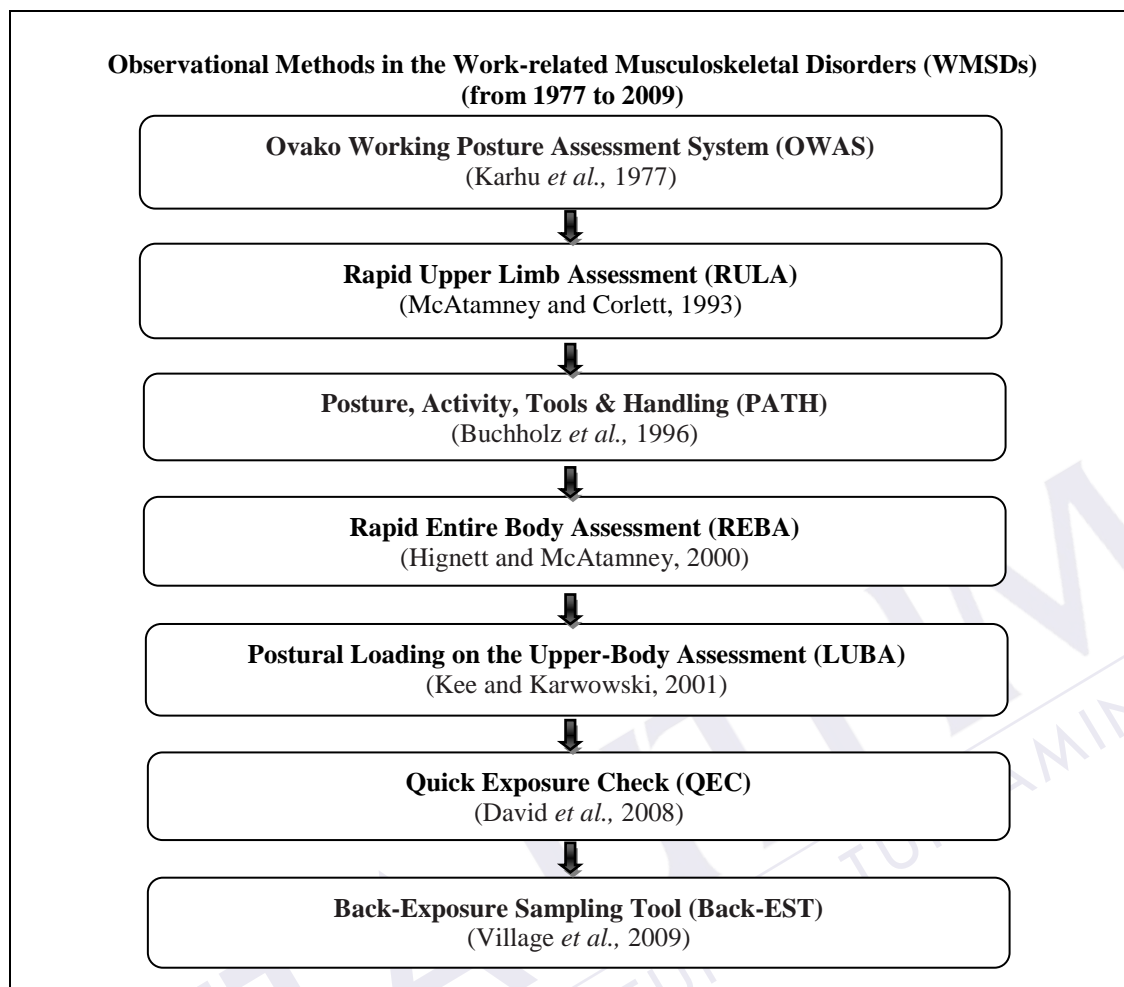 Observational Methods in the Work-related Musculoskeletal Disorders (WMSDs)
(from 1977 to 2009)
Ovako Working Posture Assessment System (OWAS)
(Karhu et al., 1977)
Rapid Upper Limb Assessment (RULA)
(McAtamney and Corlett, 1993)
Posture, Activity, Tools & Handling (PATH)
(Buchholz et al., 1996)
Rapid Entire Body Assessment (REBA)
(Hignett and McAtamney, 2000)
Postural Loading on the Upper-Body Assessment (LUBA)
(Kee and Karwowski, 2001)
Quick Exposure Check (QEC)
(David et al., 2008)
Back-Exposure Sampling Tool (Back-EST)
(Village et al., 2009)